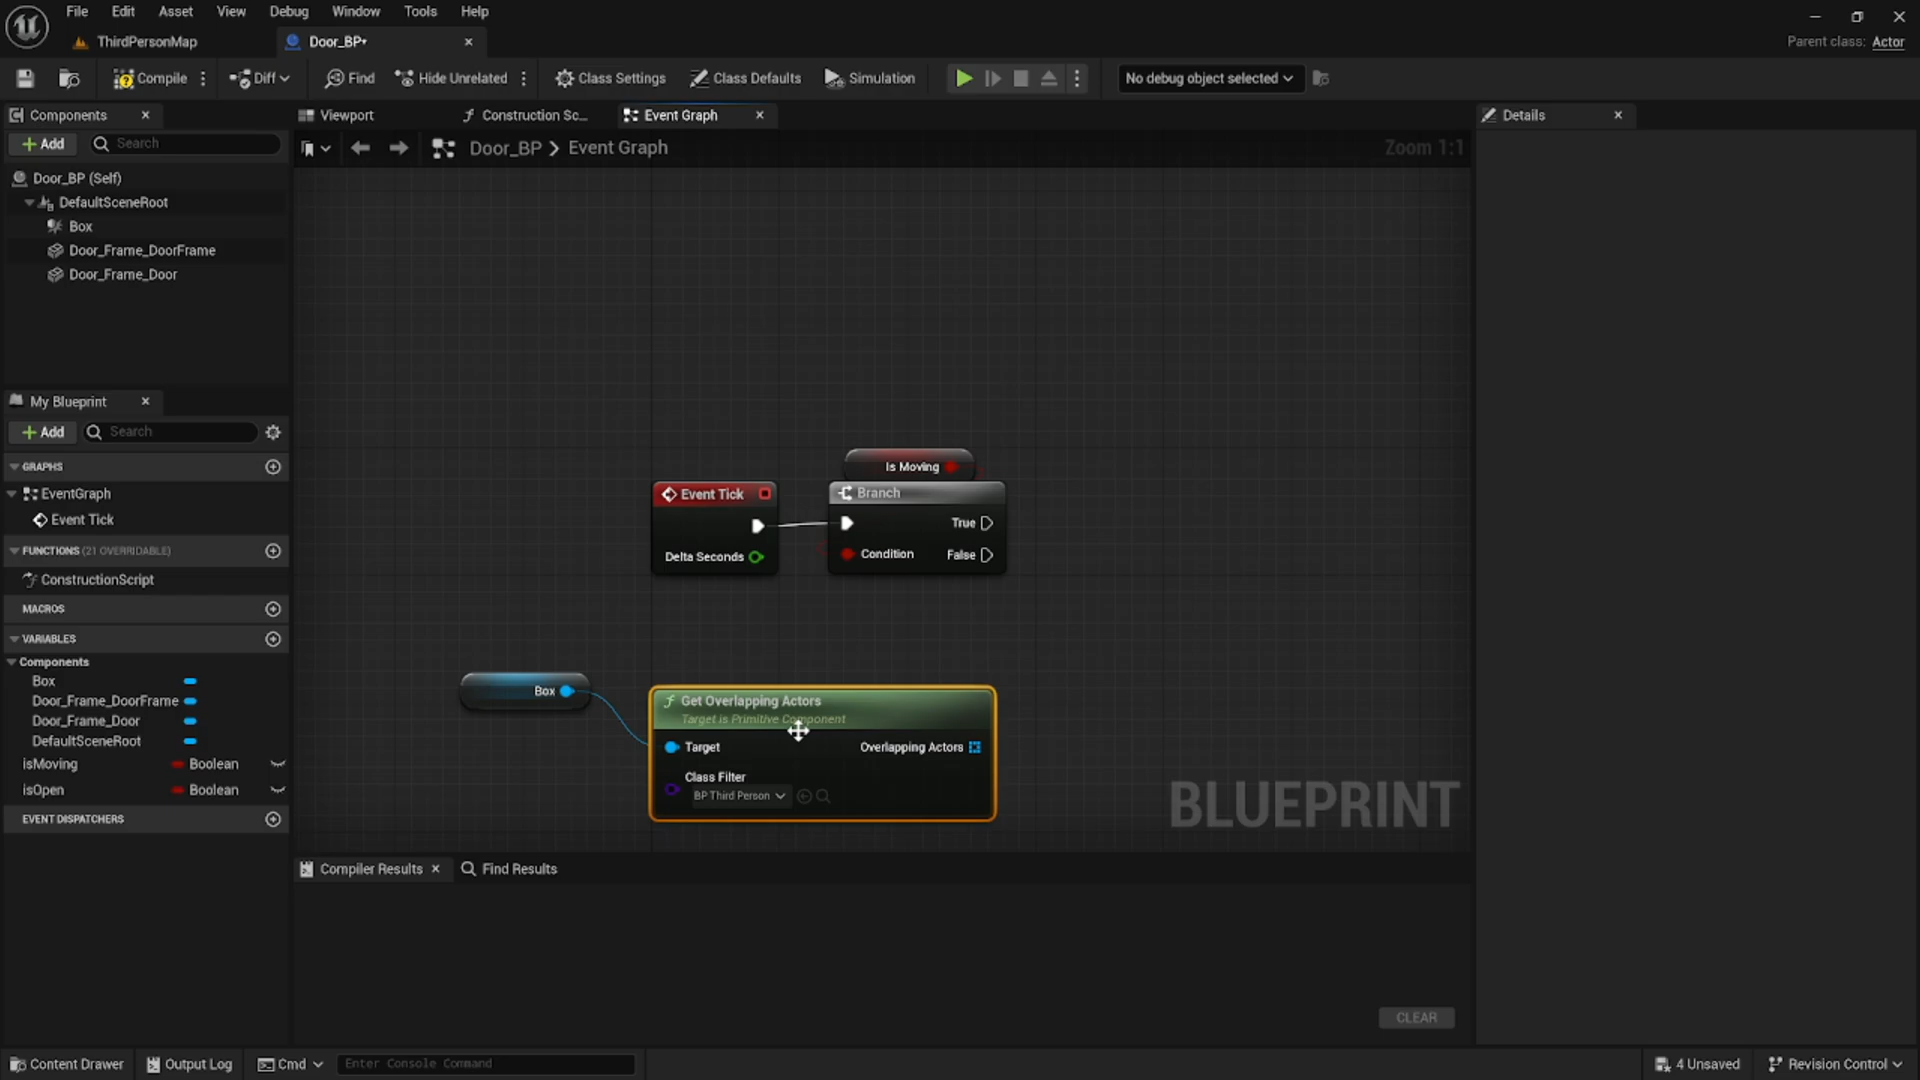 File Edit Asset View Debug Window Tools Help
ThirdPersonMap
Door_BP•
Parent class: Actor
Compile
Diff
Find
Hide Unrelated
Class Settings
Class Defaults
Simulation
No debug object selected
Components
Viewport
Construction Sc...
Event Graph
Details
Add
Search
Door_BP > Event Graph
Zoom 1:1
Door_BP (Self)
DefaultSceneRoot
Box
Door_Frame_DoorFrame
Door_Frame_Door
My Blueprint
Add
Search
GRAPHS
EventGraph
Event Tick
FUNCTIONS (21 OVERRIDABLE)
ConstructionScript
MACROS
VARIABLES
Components
Box
Door_Frame_DoorFrame
Door_Frame_Door
DefaultSceneRoot
isMoving Boolean
isOpen Boolean
EVENT DISPATCHERS
Is Moving
Event Tick
Delta Seconds
Branch
True
Condition False
Box
Get Overlapping Actors
Target is Primitive Component
Target Overlapping Actors
Class Filter
BP Third Person
BLUEPRINT
Compiler Results
Find Results
CLEAR
Content Drawer
Output Log
Cmd
Enter Console Command
4 Unsaved
Revision Control